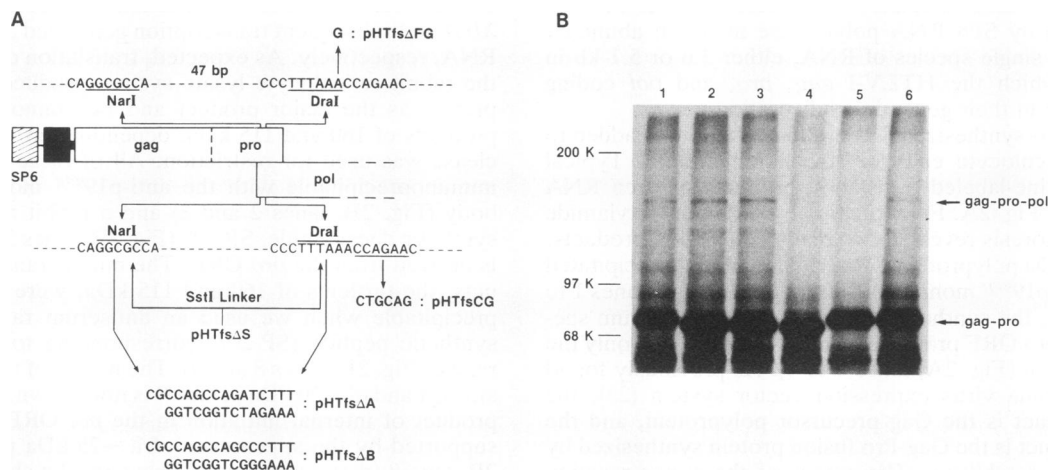 A
G : pHTfsΔFG
47 bp
CAGGCGCCA
CTTTAAACCAGAAC
NarI
DraI
gag
pro
SP6
pol
NarI
DraI
CAGGCGCCA
CCCTTTAAACCAGAAC
SstI Linker
CTGCAG : pHTfsCG
pHTfsΔS
CGCCAGCCAGATCTTT
GGTCGGTCTAGAAA
: pHTfsΔA
CGCCAGCCAGCCCTTT
GGTCGGTCGGGAAA
: pHTfsΔB
B
1 2 3 4 5 6
200 K
gag-pro-pol
97 K
gag-pro
68 K